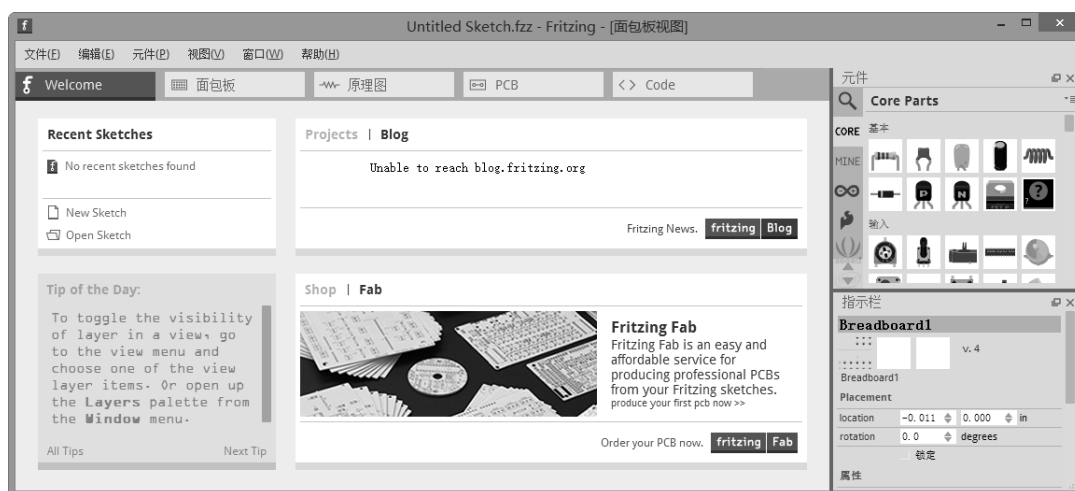 Untitled Sketch.fzz - Fritzing - [面包板视图]
文件(F) 编辑(E) 元件(P) 视图(V) 窗口(W) 帮助(H)
Welcome 面包板 原理图 PCB Code
Recent Sketches
No recent sketches found
New Sketch
Open Sketch
Projects | Blog
Unable to reach blog.fritzing.org
Fritzing News. fritzing Blog
Tip of the Day:
To toggle the visibility
of layer in a view, go
to the view menu and
choose one of the view
layer items. Or open up
the Layers palette from
the Window menu.
All Tips Next Tip
Shop | Fab
Fritzing Fab
Fritzing Fab is an easy and
affordable service for
producing professional PCBs
from your Fritzing sketches.
produce your first pcb now >>
Order your PCB now. fritzing Fab
元件
Core Parts
CORE 基本
MINE
P N ?
输入
指示栏
Breadboard1
v. 4
Breadboard1
Placement
location -0.011 0.000 in
rotation 0.0 degrees
锁定
属性